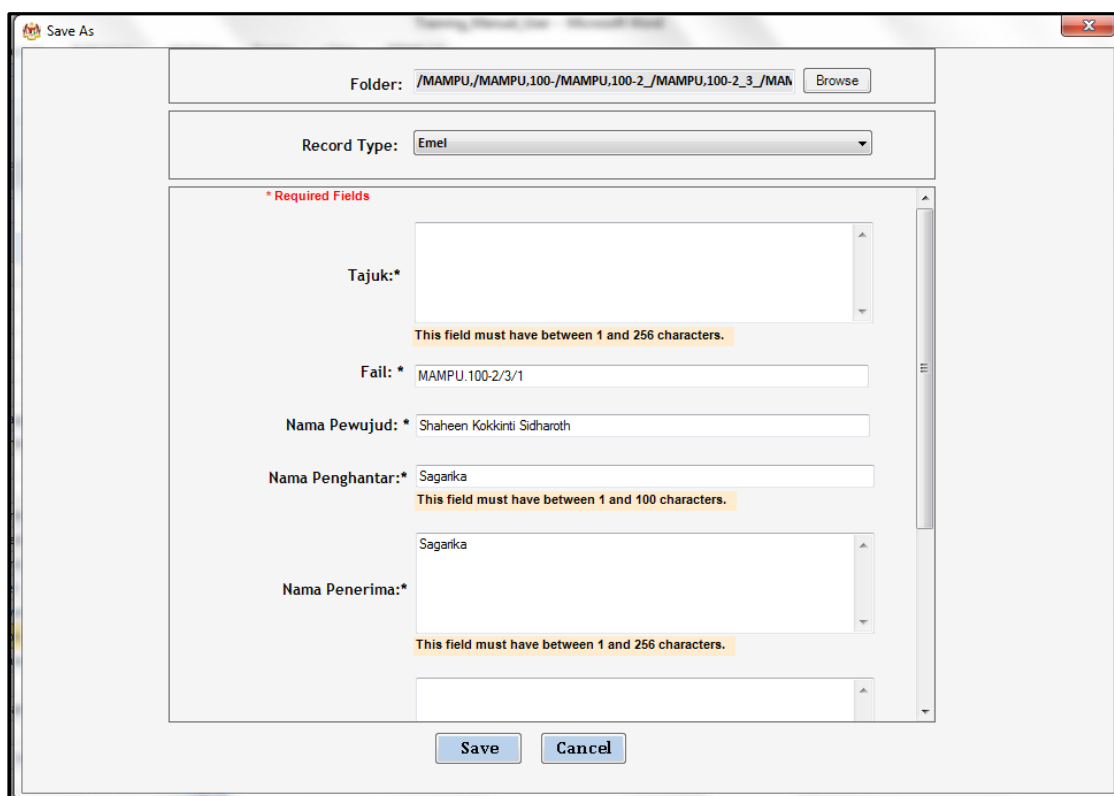 Training_Manual_User - Microsoft Word
Save As
Folder: /MAMPU,/MAMPU,100-/MAMPU,100-2_/MAMPU,100-2_3_/MAM Browse
Record Type: Emel
* Required Fields
Tajuk:*
This field must have between 1 and 256 characters.
Fail: * MAMPU.100-2/3/1
Nama Pewujud: * Shaheen Kokkinti Sidharoth
Nama Penghantar:* Sagarika
This field must have between 1 and 100 characters.
Sagarika
Nama Penerima:*
This field must have between 1 and 256 characters.
Save Cancel